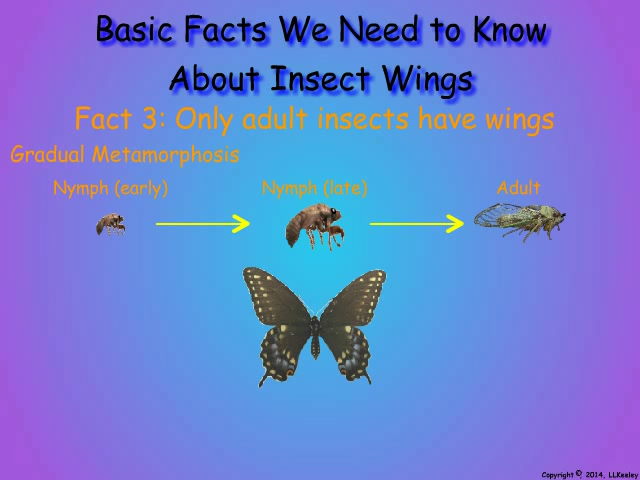 Basic Facts We Need to Know
About Insect Wings
Fact 3: Only adult insects have wings
Gradual Metamorphosis
Nymph (early) Nymph (late) Adult
Copyright ©, 2014, LLKeeley